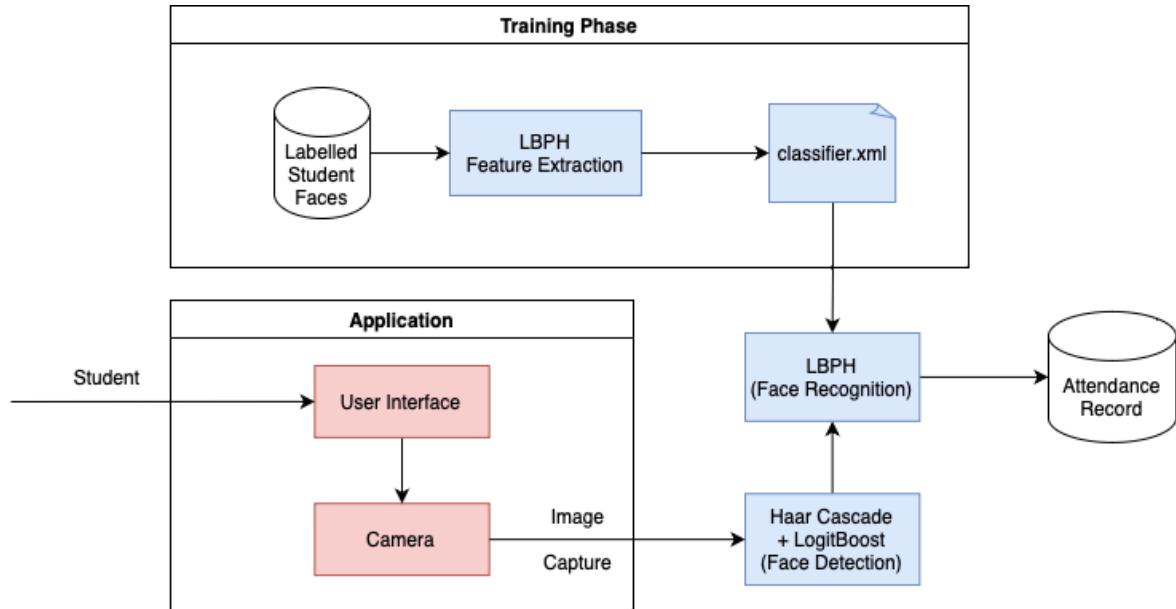 Training Phase
Labelled
Student
Faces
LBPH
Feature Extraction
classifier.xml
Application
Student
User Interface
Camera
Image
Capture
LBPH
(Face Recognition)
Haar Cascade
+ LogitBoost
(Face Detection)
Attendance
Record